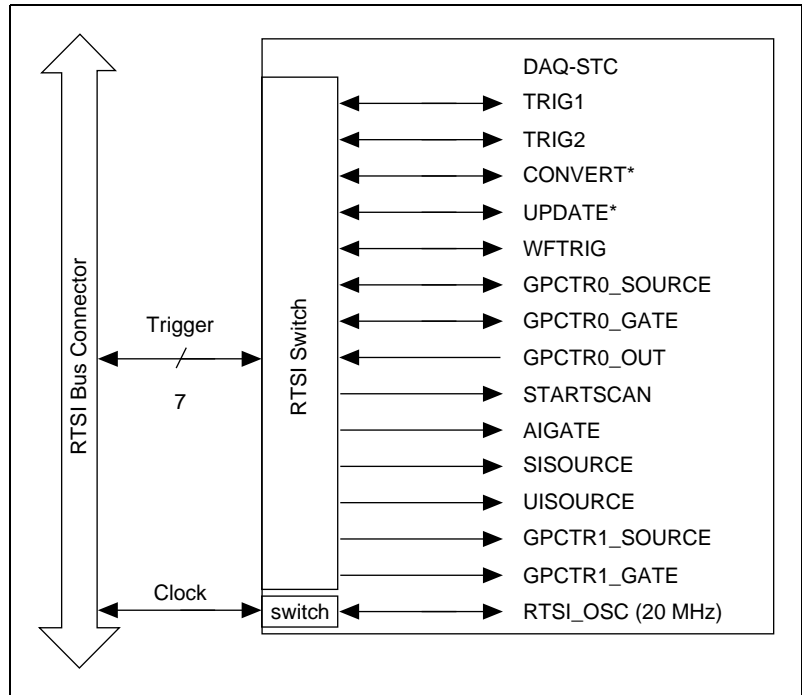 DAQ-STC
TRIG1
TRIG2
CONVERT*
UPDATE*
WFTRIG
GPCTR0_SOURCE
GPCTR0_GATE
GPCTR0_OUT
STARTSCAN
AIGATE
SISOURCE
UISOURCE
GPCTR1_SOURCE
GPCTR1_GATE
RTSI_OSC (20 MHz)
RTSI Bus Connector
Trigger
7
Clock
RTSI Switch
switch